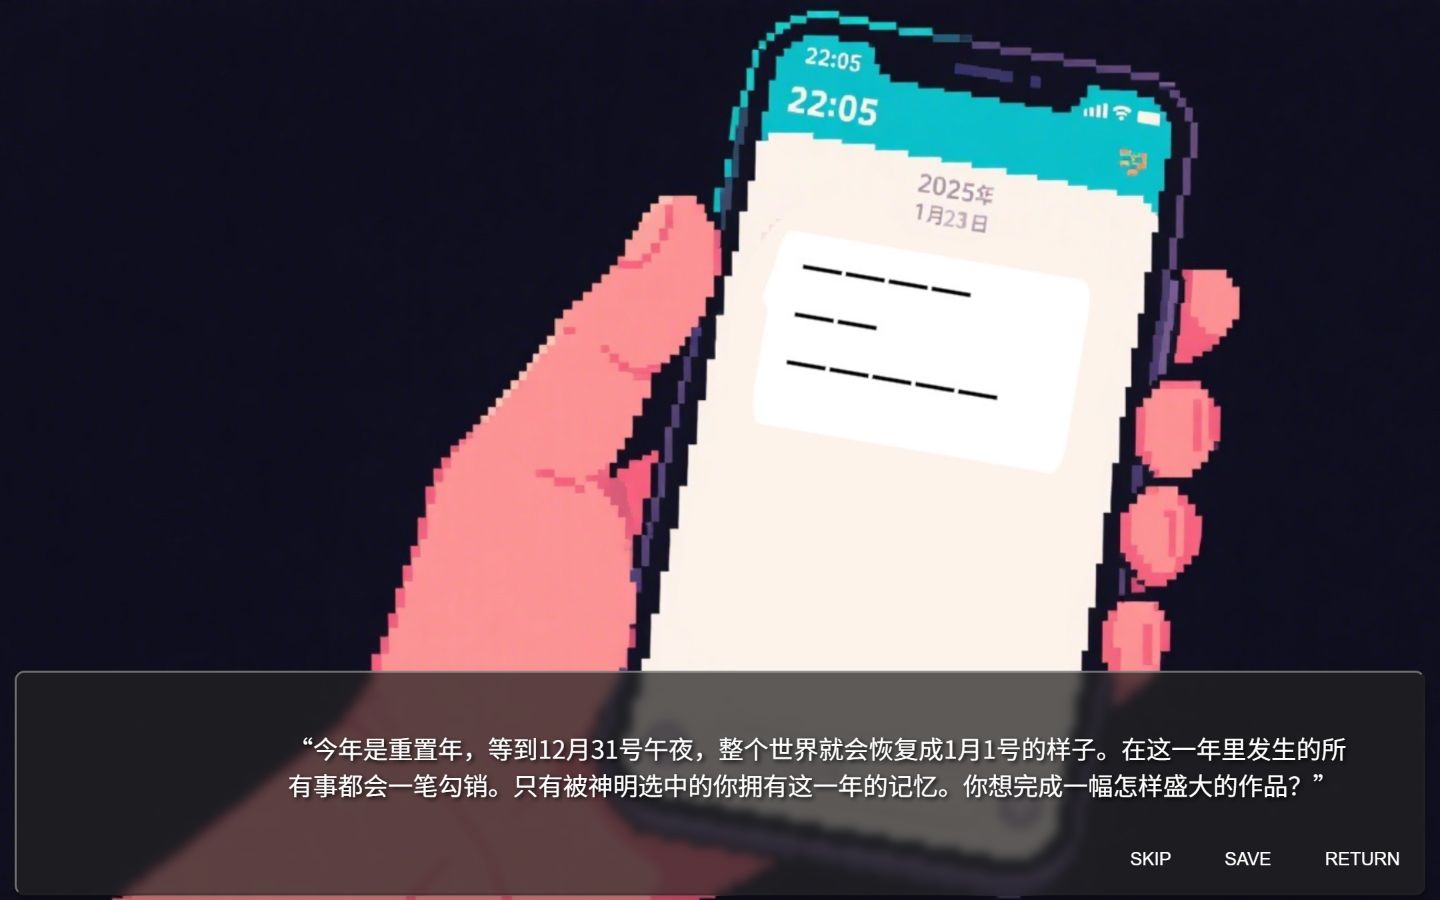 22:05
22:05
2025年
1月23日
“今年是重置年，等到12月31号午夜，整个世界就会恢复成1月1号的样子。在这一年里发生的所
有事都会一笔勾销。只有被神明选中的你拥有这一年的记忆。你想完成一幅怎样盛大的作品？”
SKIP SAVE RETURN